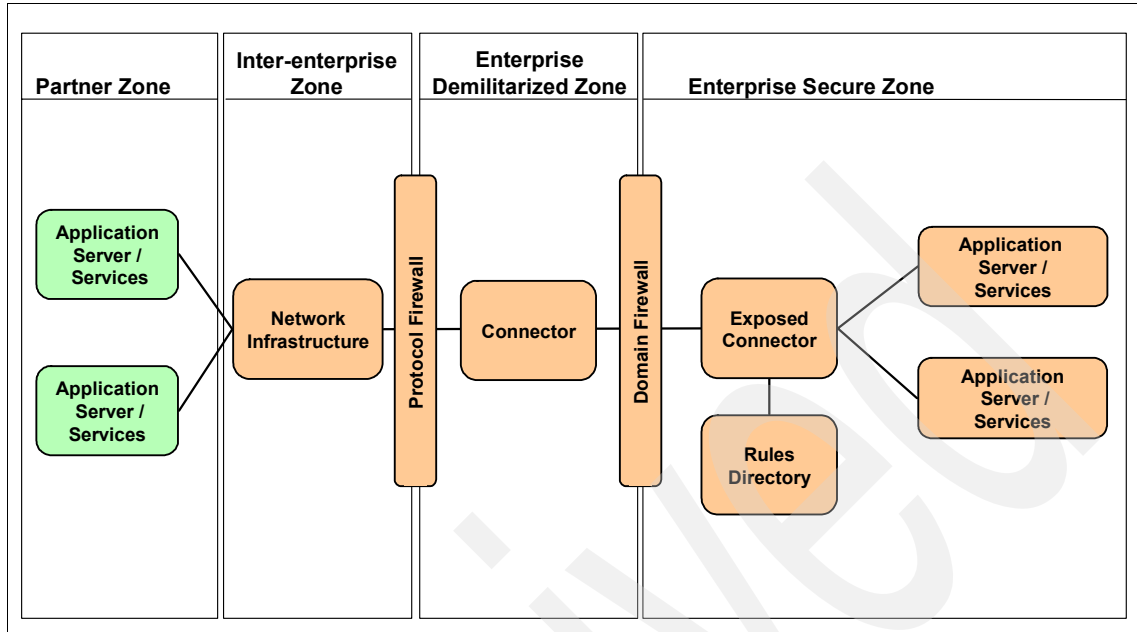 Partner Zone
Inter-enterprise
Zone
Enterprise
Demilitarized Zone
Enterprise Secure Zone
Application
Server /
Services
Application
Server /
Services
Network
Infrastructure
Protocol Firewall
Connector
Domain Firewall
Exposed
Connector
Rules
Directory
Application
Server /
Services
Application
Server /
Services
ived